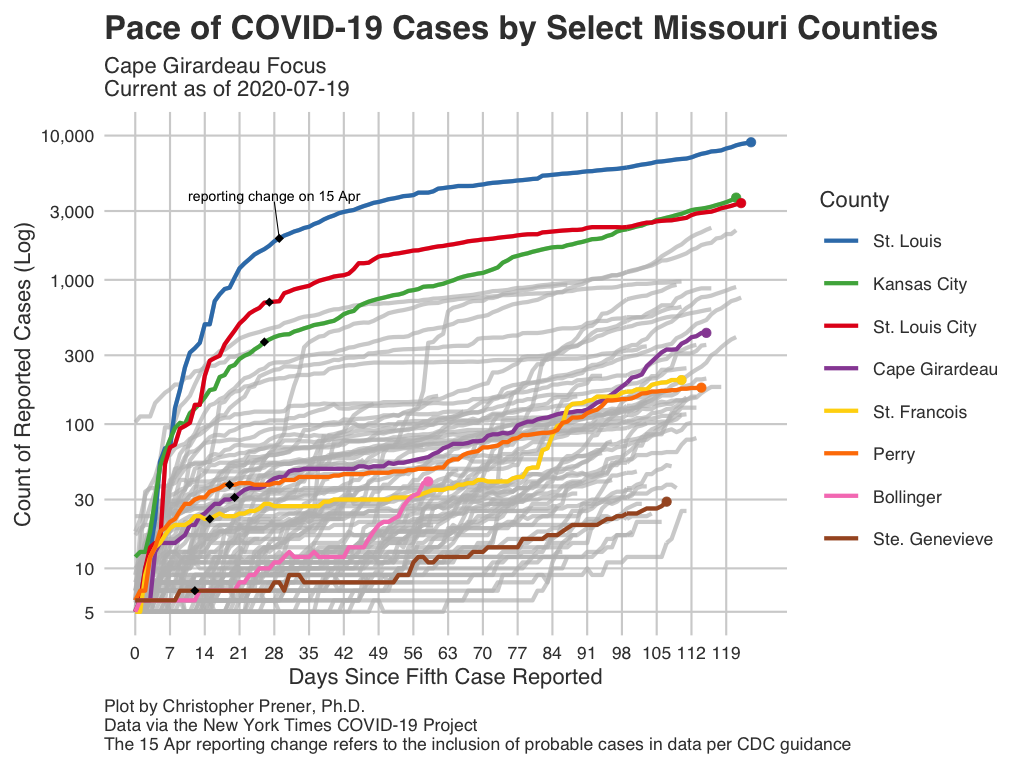 Pace of COVID-19 Cases by Select Missouri Counties
Cape Girardeau Focus
Current as of 2020-07-19
Count of Reported Cases (Log)
10,000
3,000
1,000
300
100
30
10
5
reporting change on 15 Apr
0 7 14 21 28 35 42 49 56 63 70 77 84 91 98 105 112 119
Days Since Fifth Case Reported
County
St. Louis
Kansas City
St. Louis City
Cape Girardeau
St. Francois
Perry
Bollinger
Ste. Genevieve
Plot by Christopher Prener, Ph.D.
Data via the New York Times COVID-19 Project
The 15 Apr reporting change refers to the inclusion of probable cases in data per CDC guidance